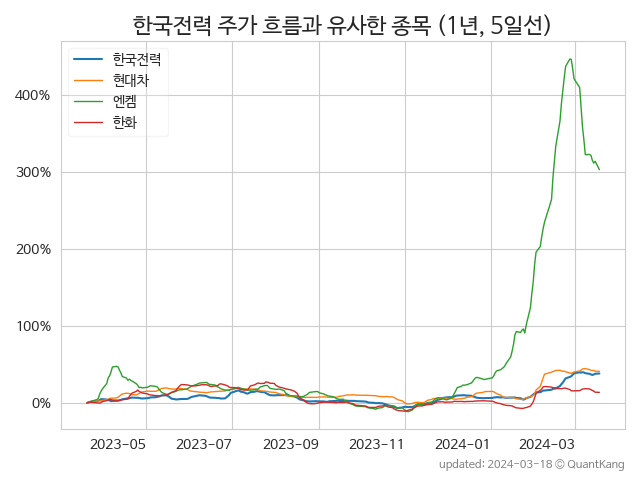 한국전력 주가 흐름과 유사한 종목 (1년, 5일선)
한국전력
현대차
엔켐
한화
400%
300%
200%
100%
0%
2023-05
2023-07
2023-09
2023-11
2024-01
2024-03
updated: 2024-03-18 © QuantKang